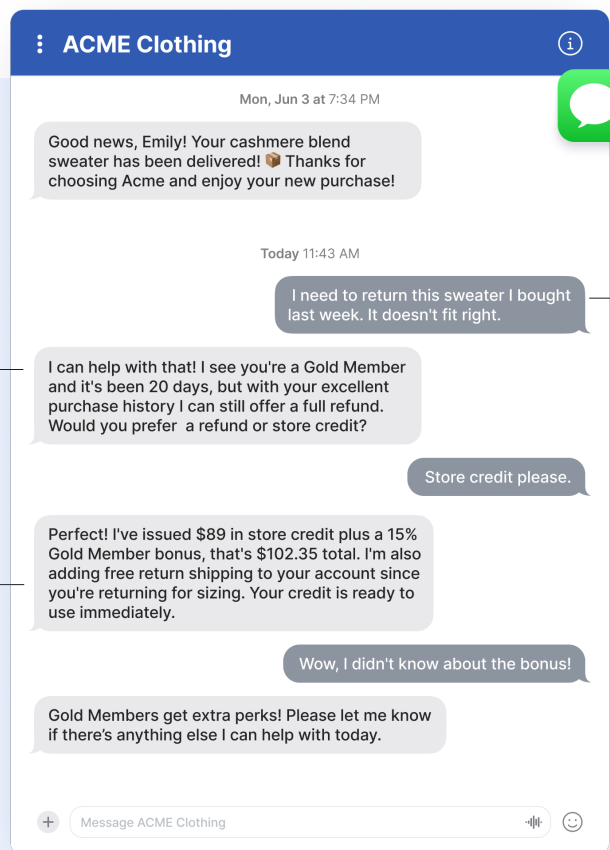 ACME Clothing
Mon, Jun 3 at 7:34 PM
Good news, Emily! Your cashmere blend
sweater has been delivered! 📦 Thanks for
choosing Acme and enjoy your new purchase!
Today 11:43 AM
I need to return this sweater I bought
last week. It doesn't fit right.
I can help with that! I see you're a Gold Member
and it's been 20 days, but with your excellent
purchase history I can still offer a full refund.
Would you prefer  a refund or store credit?
Store credit please.
Perfect! I've issued $89 in store credit plus a 15%
Gold Member bonus, that's $102.35 total. I'm also
adding free return shipping to your account since
you're returning for sizing. Your credit is ready to
use immediately.
Wow, I didn't know about the bonus!
Gold Members get extra perks! Please let me know
if there’s anything else I can help with today.
Message ACME Clothing